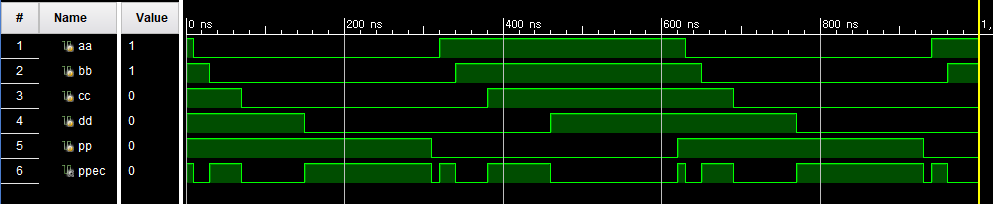 # Name Value 0 ns 200 ns 400 ns 600 ns 800 ns 1,
1 aa 1
2 bb 1
3 cc 0
4 dd 0
5 pp 0
6 ppec 0